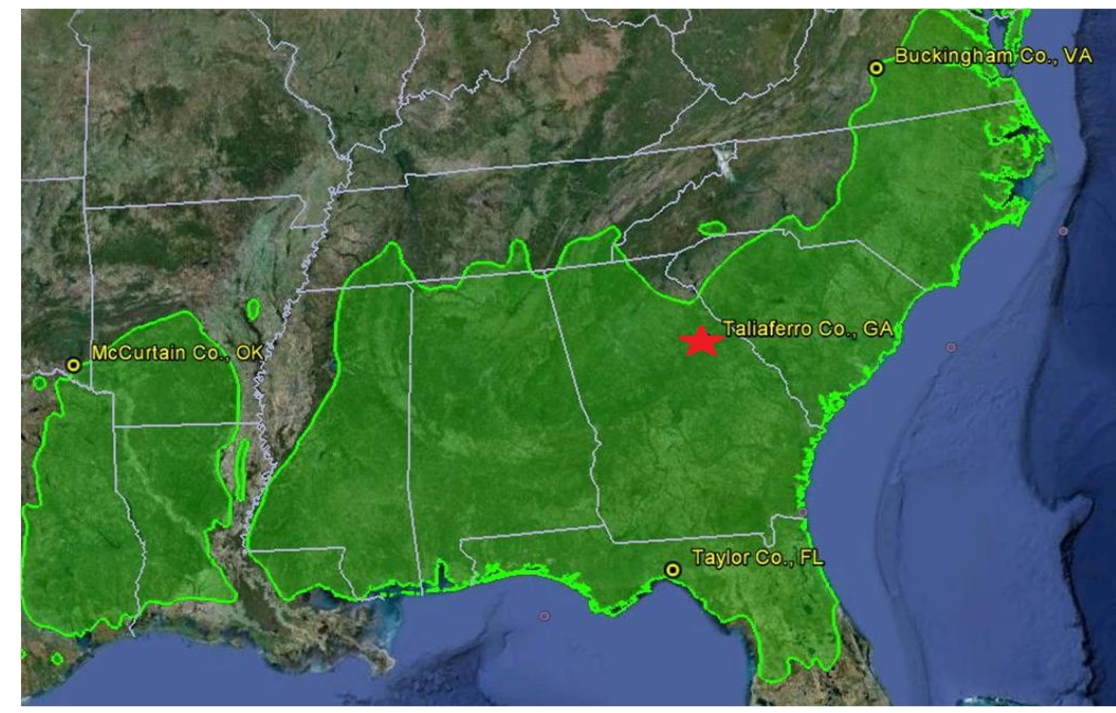 Buckingham Co., VA
Taliaferro Co., GA
McCurtain Co., OK
Taylor Co., FL